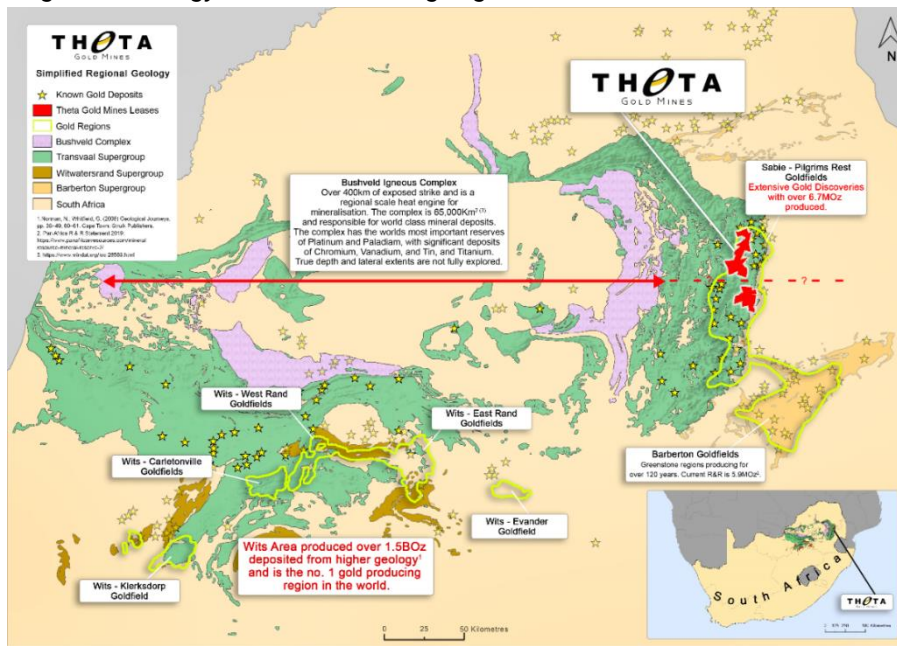 THETA
GOLD MINES
Simplified Regional Geology
Known Gold Deposits
Theta Gold Mines Leases
Gold Regions
Bushveld Complex
Transvaal Supergroup
Witwatersrand Supergroup
Barberton Supergroup
South Africa
THETA
GOLD MINES
N
Sabie - Pilgrims Rest
Goldfields
Extensive Gold Discoveries
with over 6.7MOz
produced.
Bushveld Igneous Complex
Over 400km of exposed strike and is a
regional scale heat engine for
mineralisation. The complex is 65,000Km² (3)
and responsible for world class mineral deposits.
The complex has the worlds most important reserves
of Platinum and Paladiam, with significant deposits
of Chromium, Vanadium, and Tin, and Titanium.
True depth and lateral extents are not fully explored.
?
Wits - West Rand
Goldfields
Wits - East Rand
Goldfields
Wits - Carletonville
Goldfields
Barberton Goldfields
Greenstone regions producing for
over 120 years. Current R&R is 5.9MOz².
Wits - Evander
Goldfield
Wits - Klerksdorp
Goldfield
Wits Area produced over 1.5BOz
deposited from higher geology¹
and is the no. 1 gold producing
region in the world.
0 25 50 Kilometres
South Africa
THETA